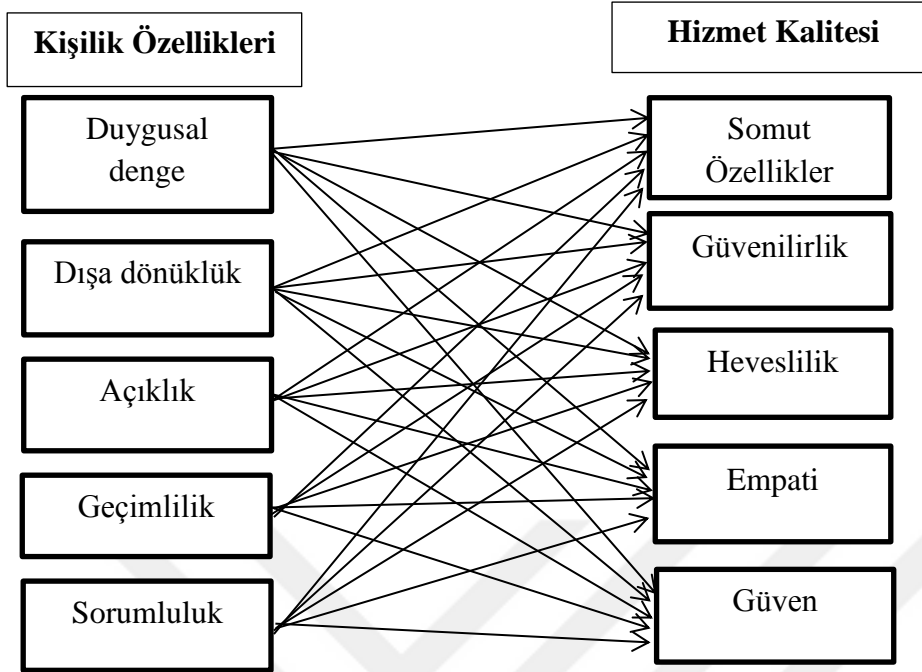 Kişilik Özellikleri
Hizmet Kalitesi
Duygusal
denge
Somut
Özellikler
Dışa dönüklük
Güvenilirlik
Açıklık
Heveslilik
Geçimlilik
Empati
Sorumluluk
Güven